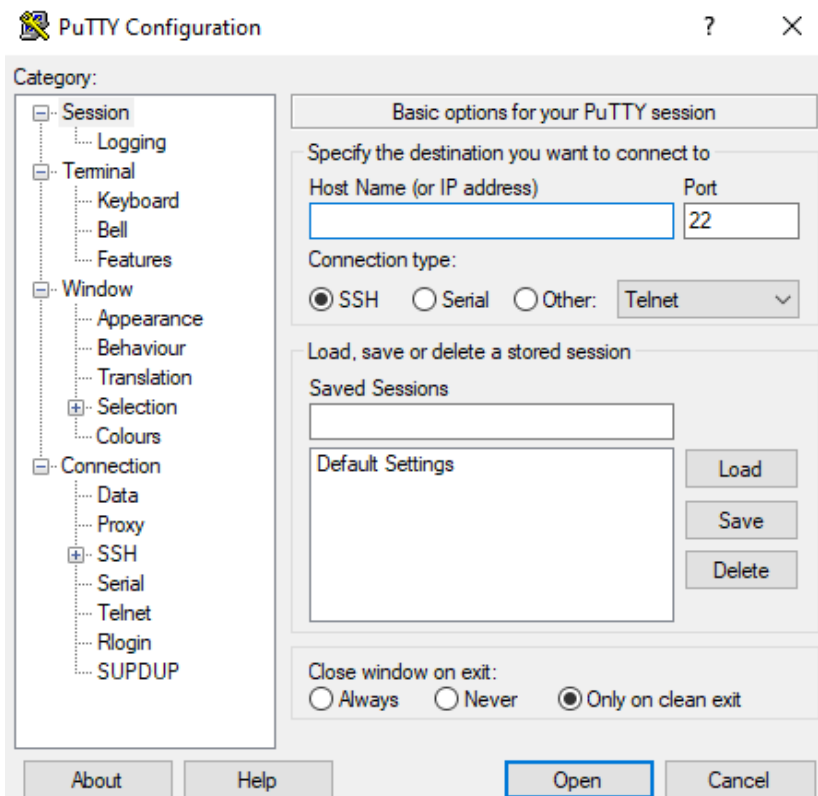 PuTTY Configuration ? ×
Category:
Session
Logging
Terminal
Keyboard
Bell
Features
Window
Appearance
Behaviour
Translation
Selection
Colours
Connection
Data
Proxy
SSH
Serial
Telnet
Rlogin
SUPDUP
Basic options for your PuTTY session
Specify the destination you want to connect to
Host Name (or IP address) Port
22
Connection type:
SSH Serial Other: Telnet
Load, save or delete a stored session
Saved Sessions
Default Settings
Load
Save
Delete
Close window on exit:
Always Never Only on clean exit
About Help Open Cancel